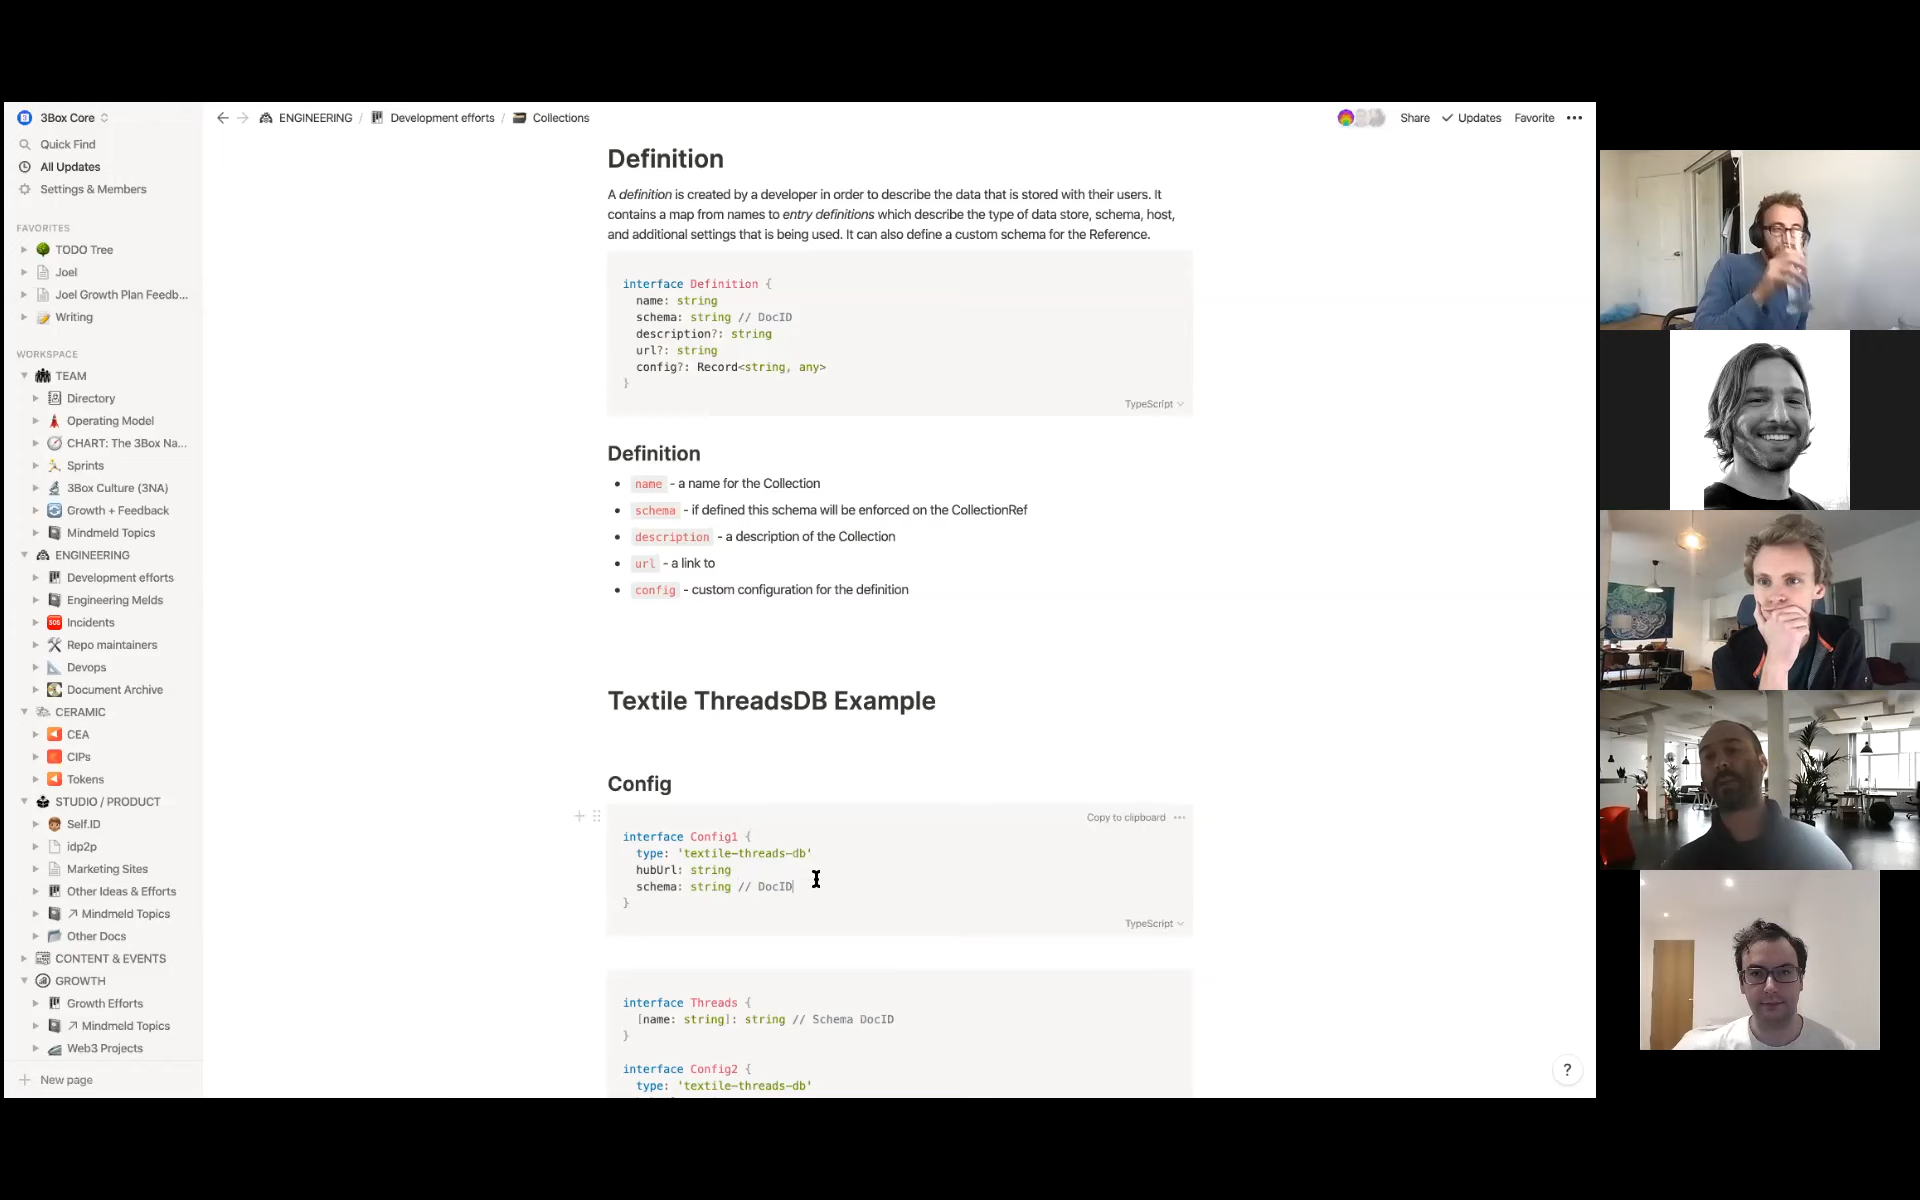 3Box Core
Quick Find
All Updates
Settings & Members
FAVORITES
TODO Tree
Joel
Joel Growth Plan Feedb...
Writing
WORKSPACE
TEAM
Directory
Operating Model
CHART: The 3Box Na...
Sprints
3Box Culture (3NA)
Growth + Feedback
Mindmeld Topics
ENGINEERING
Development efforts
Engineering Melds
SOS Incidents
Repo maintainers
Devops
Document Archive
CERAMIC
CEA
CIPs
Tokens
STUDIO / PRODUCT
Self.ID
idp2p
Marketing Sites
Other Ideas & Efforts
↗ Mindmeld Topics
Other Docs
CONTENT & EVENTS
GROWTH
Growth Efforts
↗ Mindmeld Topics
Web3 Projects
+ New page
← → ENGINEERING / Development efforts / Collections
Share ✓ Updates Favorite •••
Definition
A definition is created by a developer in order to describe the data that is stored with their users. It
contains a map from names to entry definitions which describe the type of data store, schema, host,
and additional settings that is being used. It can also define a custom schema for the Reference.
interface Definition {
name: string
schema: string // DocID
description?: string
url?: string
config?: Record<string, any>
}
TypeScript
Definition
• name - a name for the Collection
• schema - if defined this schema will be enforced on the CollectionRef
• description - a description of the Collection
• url - a link to
• config - custom configuration for the definition
Textile ThreadsDB Example
Config
Copy to clipboard •••
interface Config1 {
type: 'textile-threads-db'
hubUrl: string
schema: string // DocID
}
TypeScript
interface Threads {
[name: string]: string // Schema DocID
}
interface Config2 {
type: 'textile-threads-db'
?